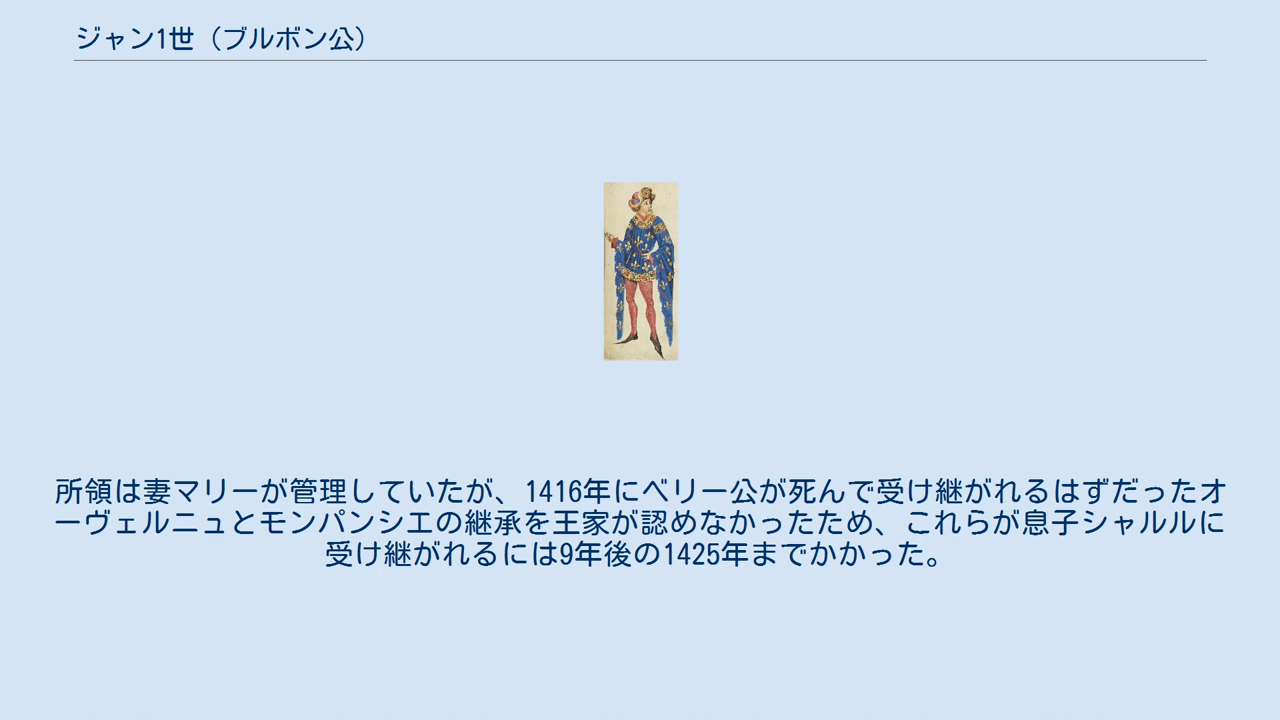 ジャン1世（ブルボン公）
所領は妻マリーが管理していたが、1416年にベリー公が死んで受け継がれるはずだったオ
ーヴェルニュとモンパンシエの継承を王家が認めなかったため、これらが息子シャルルに
受け継がれるには9年後の1425年までかかった。